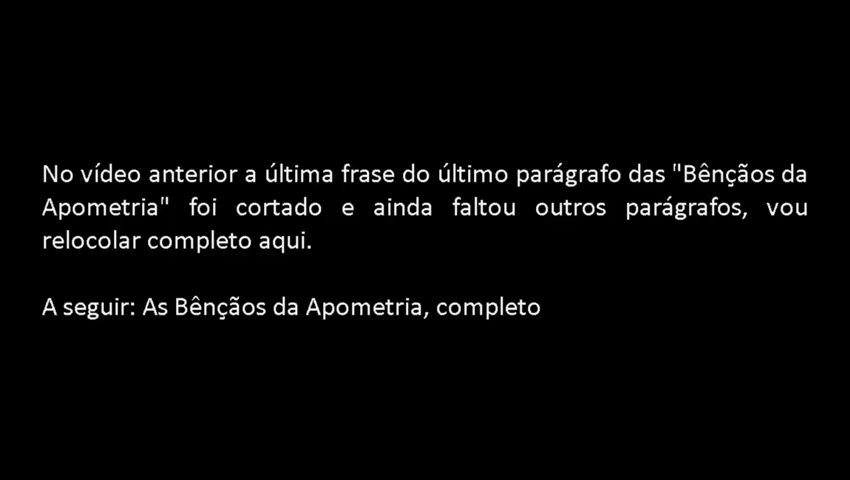 No vídeo anterior a última frase do último parágrafo das "Bênçãos da
Apometria" foi cortado e ainda faltou outros parágrafos, vou
relocolar completo aqui.
A seguir: As Bênçãos da Apometria, completo